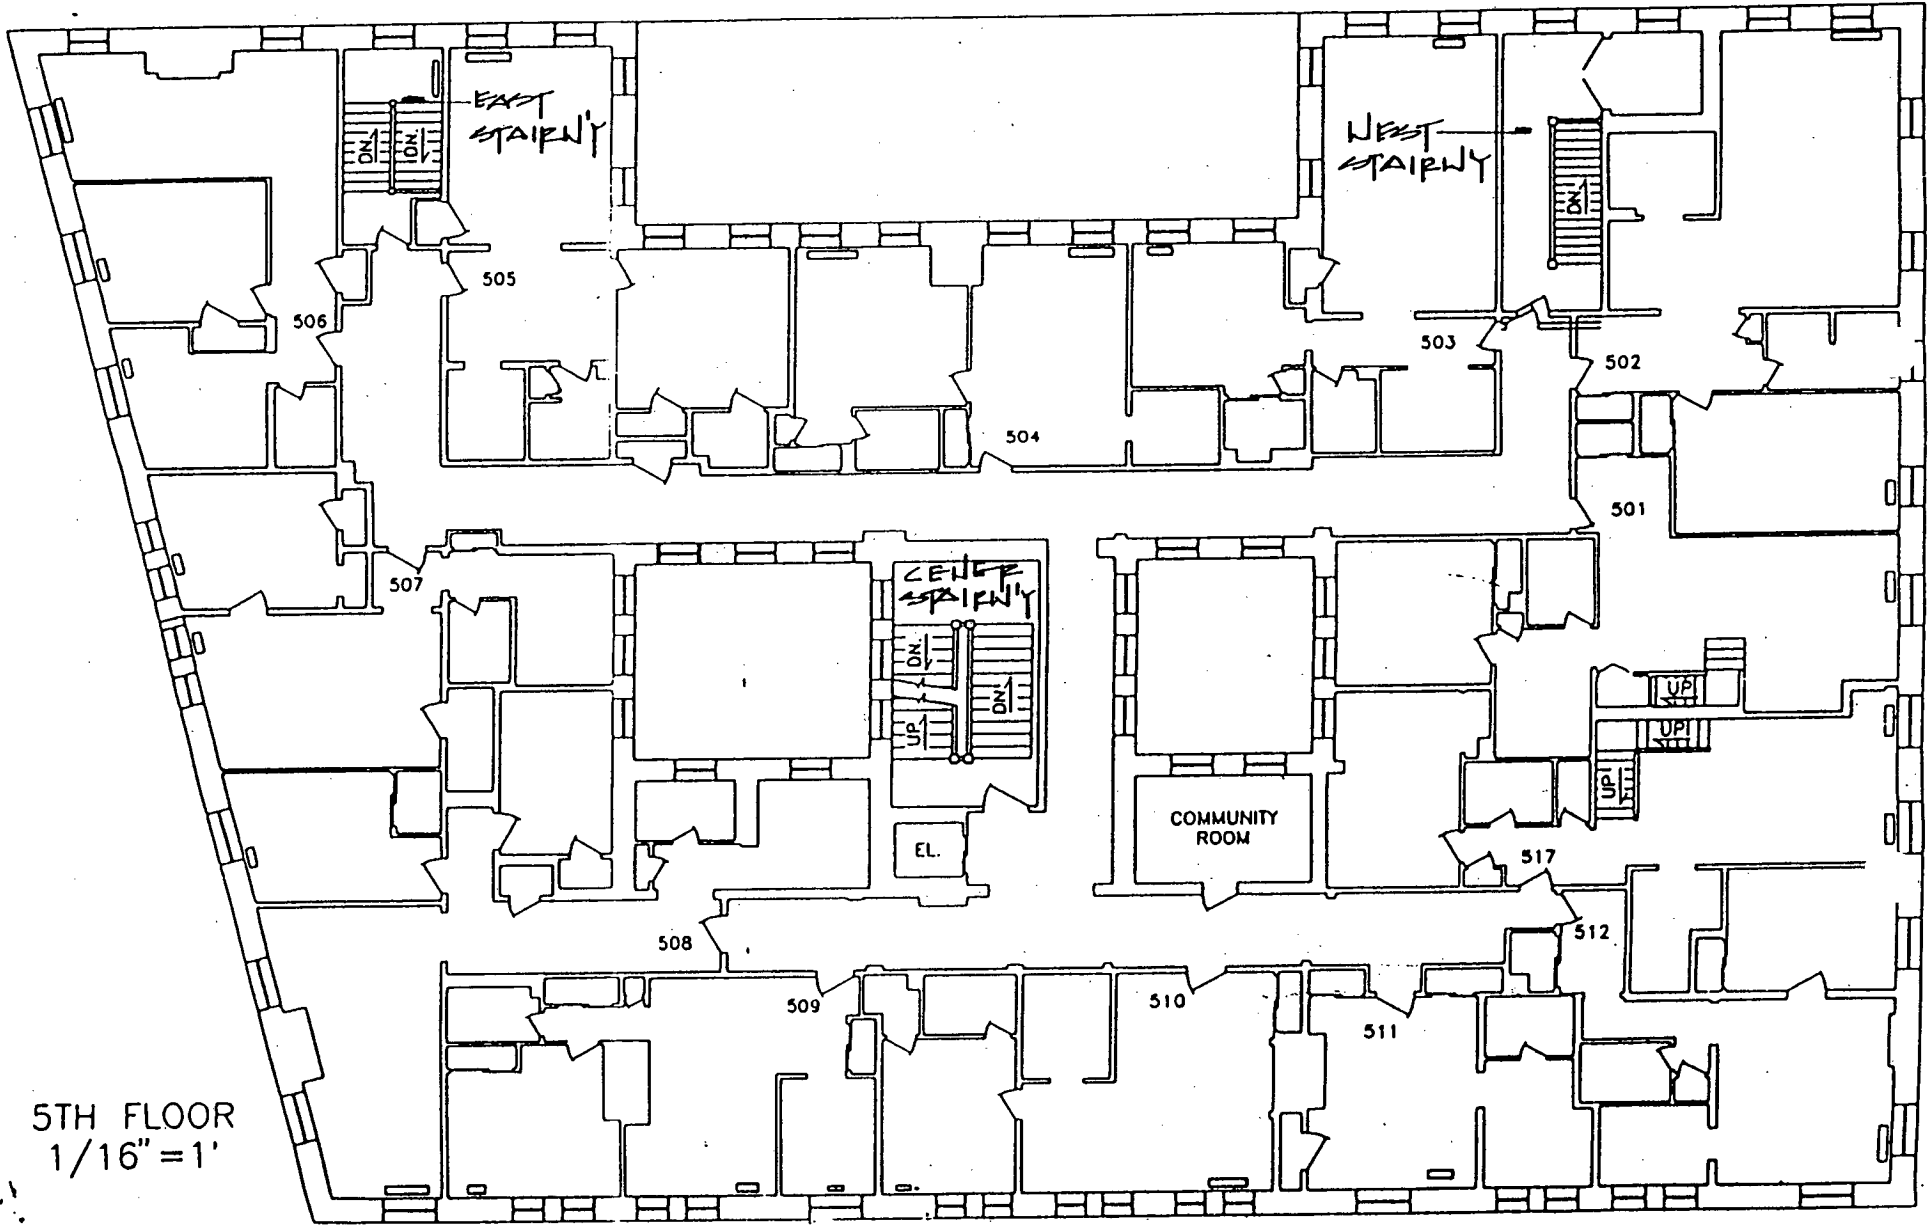 EAST
STAIRW'Y
WEST
STAIRWY
DN.
DN.
DN.
505
506
503
502
504
501
507
CENTER
STAIRW'Y
DN.
DN.
UP
UP
UP
UP
COMMUNITY
ROOM
EL.
517
508
512
509
510
511
5TH FLOOR
1/16"=1'